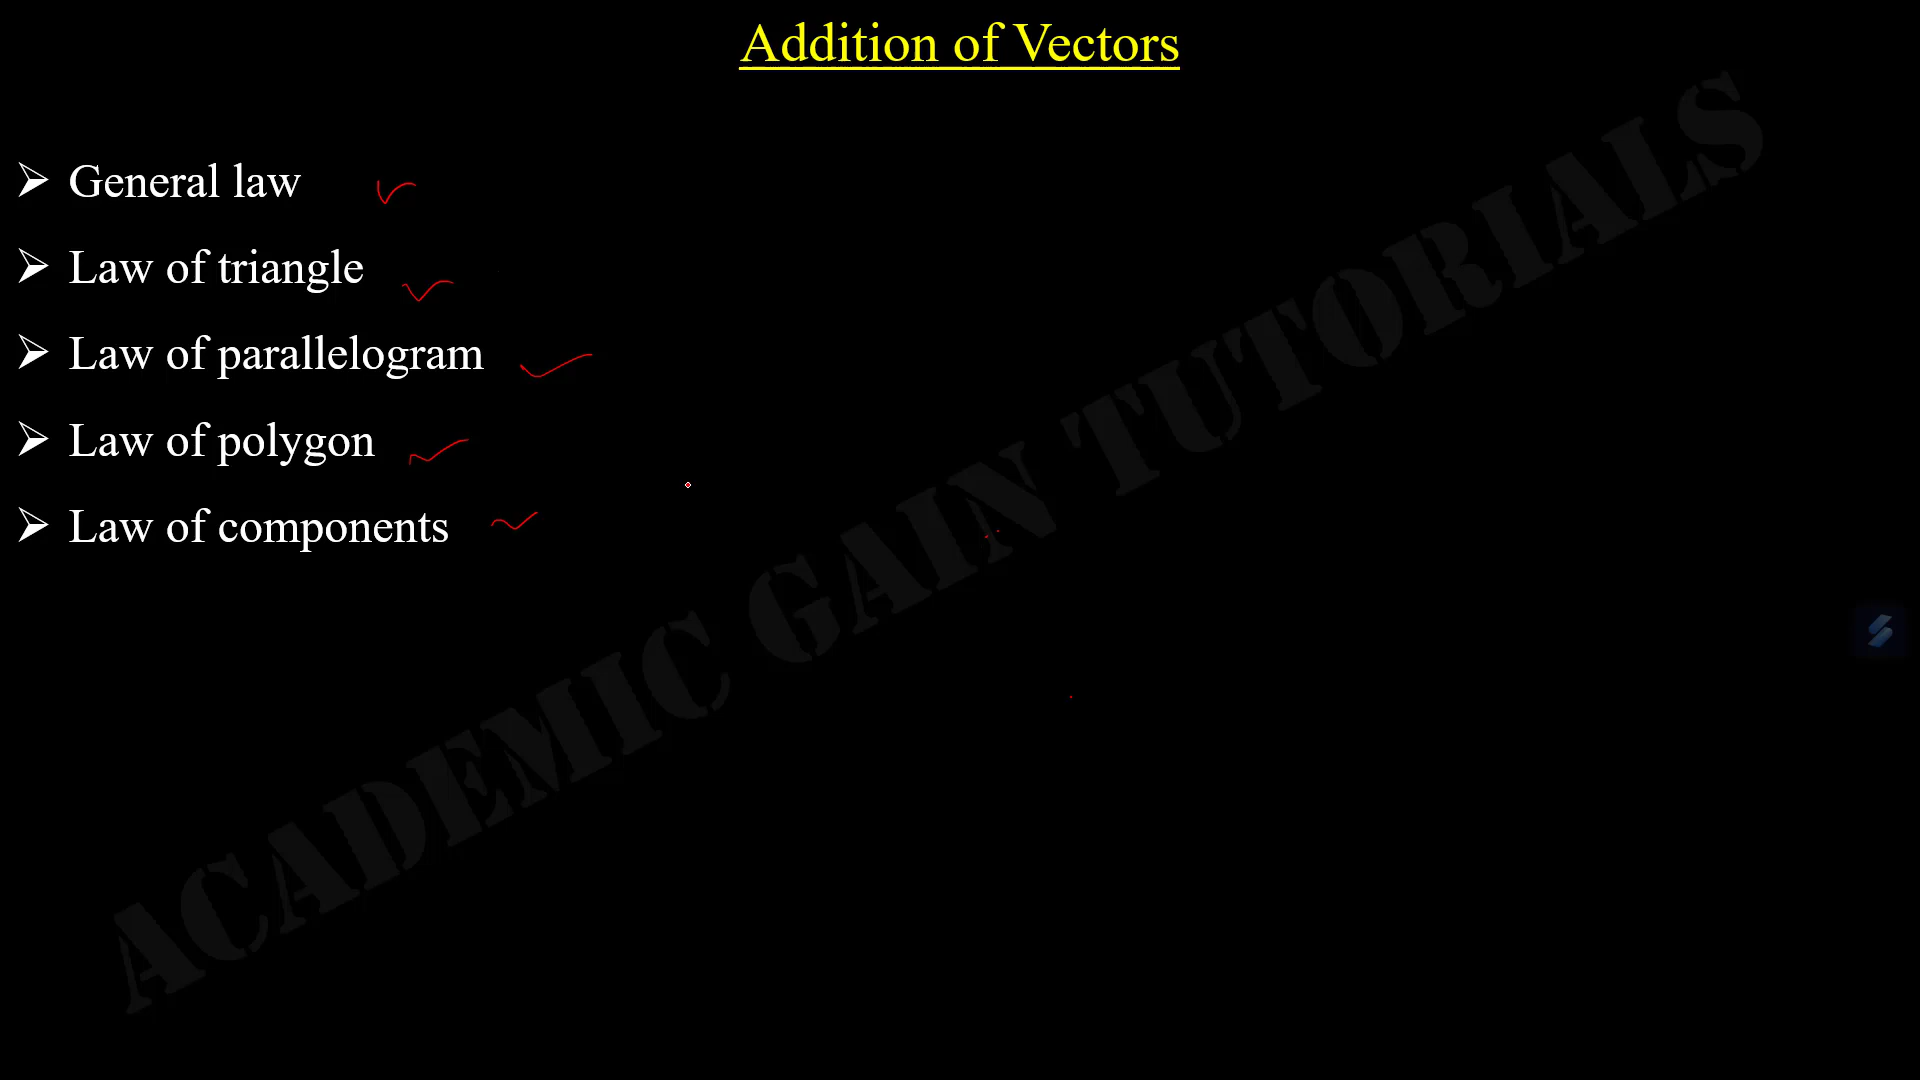 Addition of Vectors
➢ General law
➢ Law of triangle
➢ Law of parallelogram
➢ Law of polygon
➢ Law of components
ACADEMIC GAIN TUTORIALS